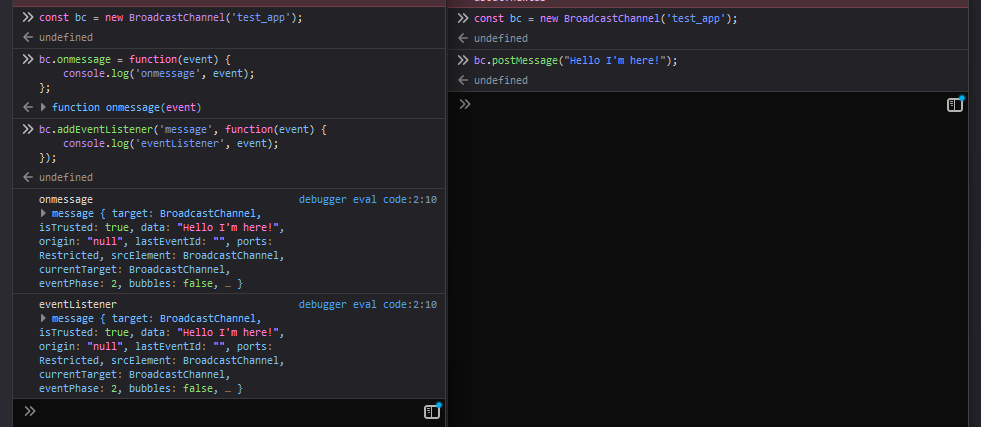 const bc = new BroadcastChannel('test_app');
undefined
bc.onmessage = function(event) {
console.log('onmessage', event);
};
function onmessage(event)
bc.addEventListener('message', function(event) {
console.log('eventListener', event);
});
undefined
onmessage debugger eval code:2:10
message { target: BroadcastChannel,
isTrusted: true, data: "Hello I'm here!",
origin: "null", lastEventId: "", ports:
Restricted, srcElement: BroadcastChannel,
currentTarget: BroadcastChannel,
eventPhase: 2, bubbles: false, … }
eventListener debugger eval code:2:10
message { target: BroadcastChannel,
isTrusted: true, data: "Hello I'm here!",
origin: "null", lastEventId: "", ports:
Restricted, srcElement: BroadcastChannel,
currentTarget: BroadcastChannel,
eventPhase: 2, bubbles: false, … }
const bc = new BroadcastChannel('test_app');
undefined
bc.postMessage("Hello I'm here!");
undefined